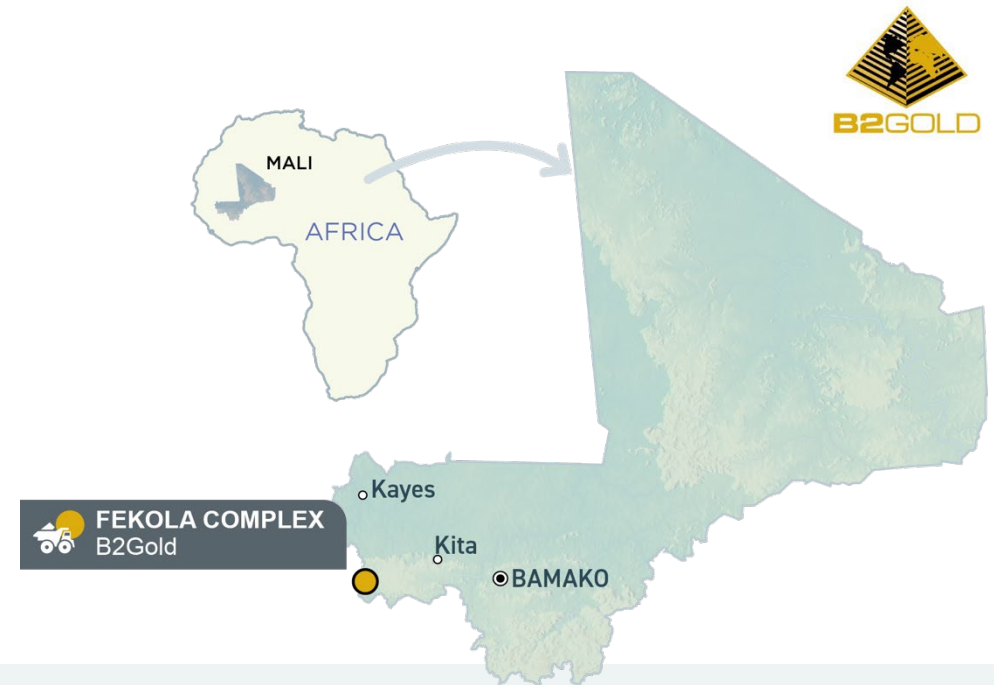 B2GOLD
MALI
AFRICA
Kayes
FEKOLA COMPLEX
B2Gold
Kita
BAMAKO